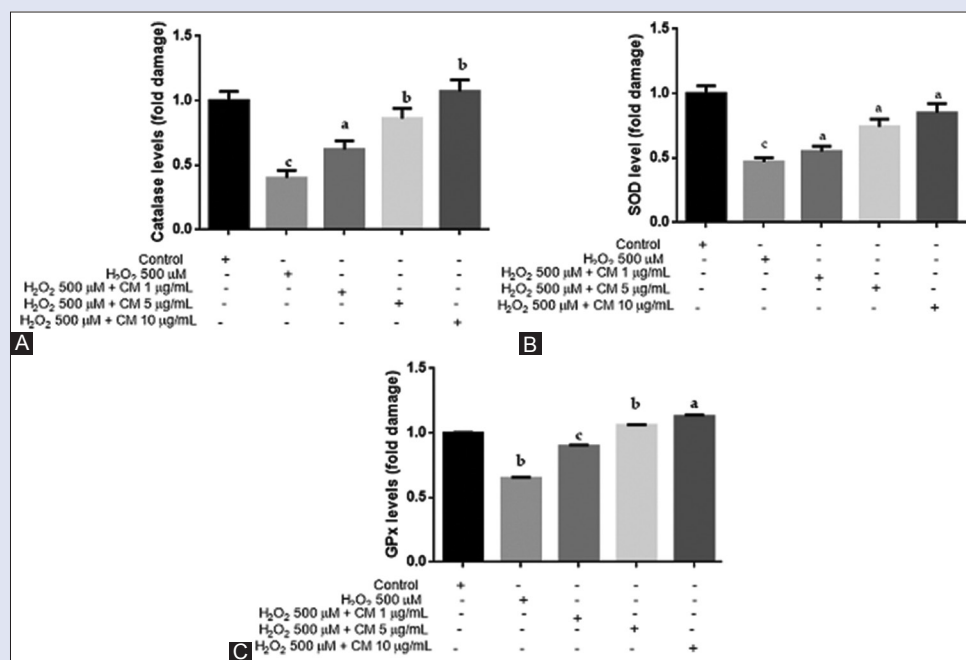 1.5
1.0
0.5
0.0
Catalase levels (fold damage)
c
a
b
b
Control + - - - -
H₂O₂ 500 µM - + - - -
H₂O₂ 500 µM + CM 1 µg/mL - - + - -
H₂O₂ 500 µM + CM 5 µg/mL - - - + -
H₂O₂ 500 µM + CM 10 µg/mL - - - - +
A
1.5
1.0
0.5
0.0
SOD level (fold damage)
c
a
a
a
Control + - - - -
H₂O₂ 500 µM - + - - -
H₂O₂ 500 µM + CM 1 µg/mL - - + - -
H₂O₂ 500 µM + CM 5 µg/mL - - - + -
H₂O₂ 500 µM + CM 10 µg/mL - - - - +
B
1.5
1.0
0.5
0.0
GPx levels (fold damage)
b
c
b
a
Control + - - - -
H₂O₂ 500 µM - + - - -
H₂O₂ 500 µM + CM 1 µg/mL - - + - -
H₂O₂ 500 µM + CM 5 µg/mL - - - + -
H₂O₂ 500 µM + CM 10 µg/mL - - - - +
C